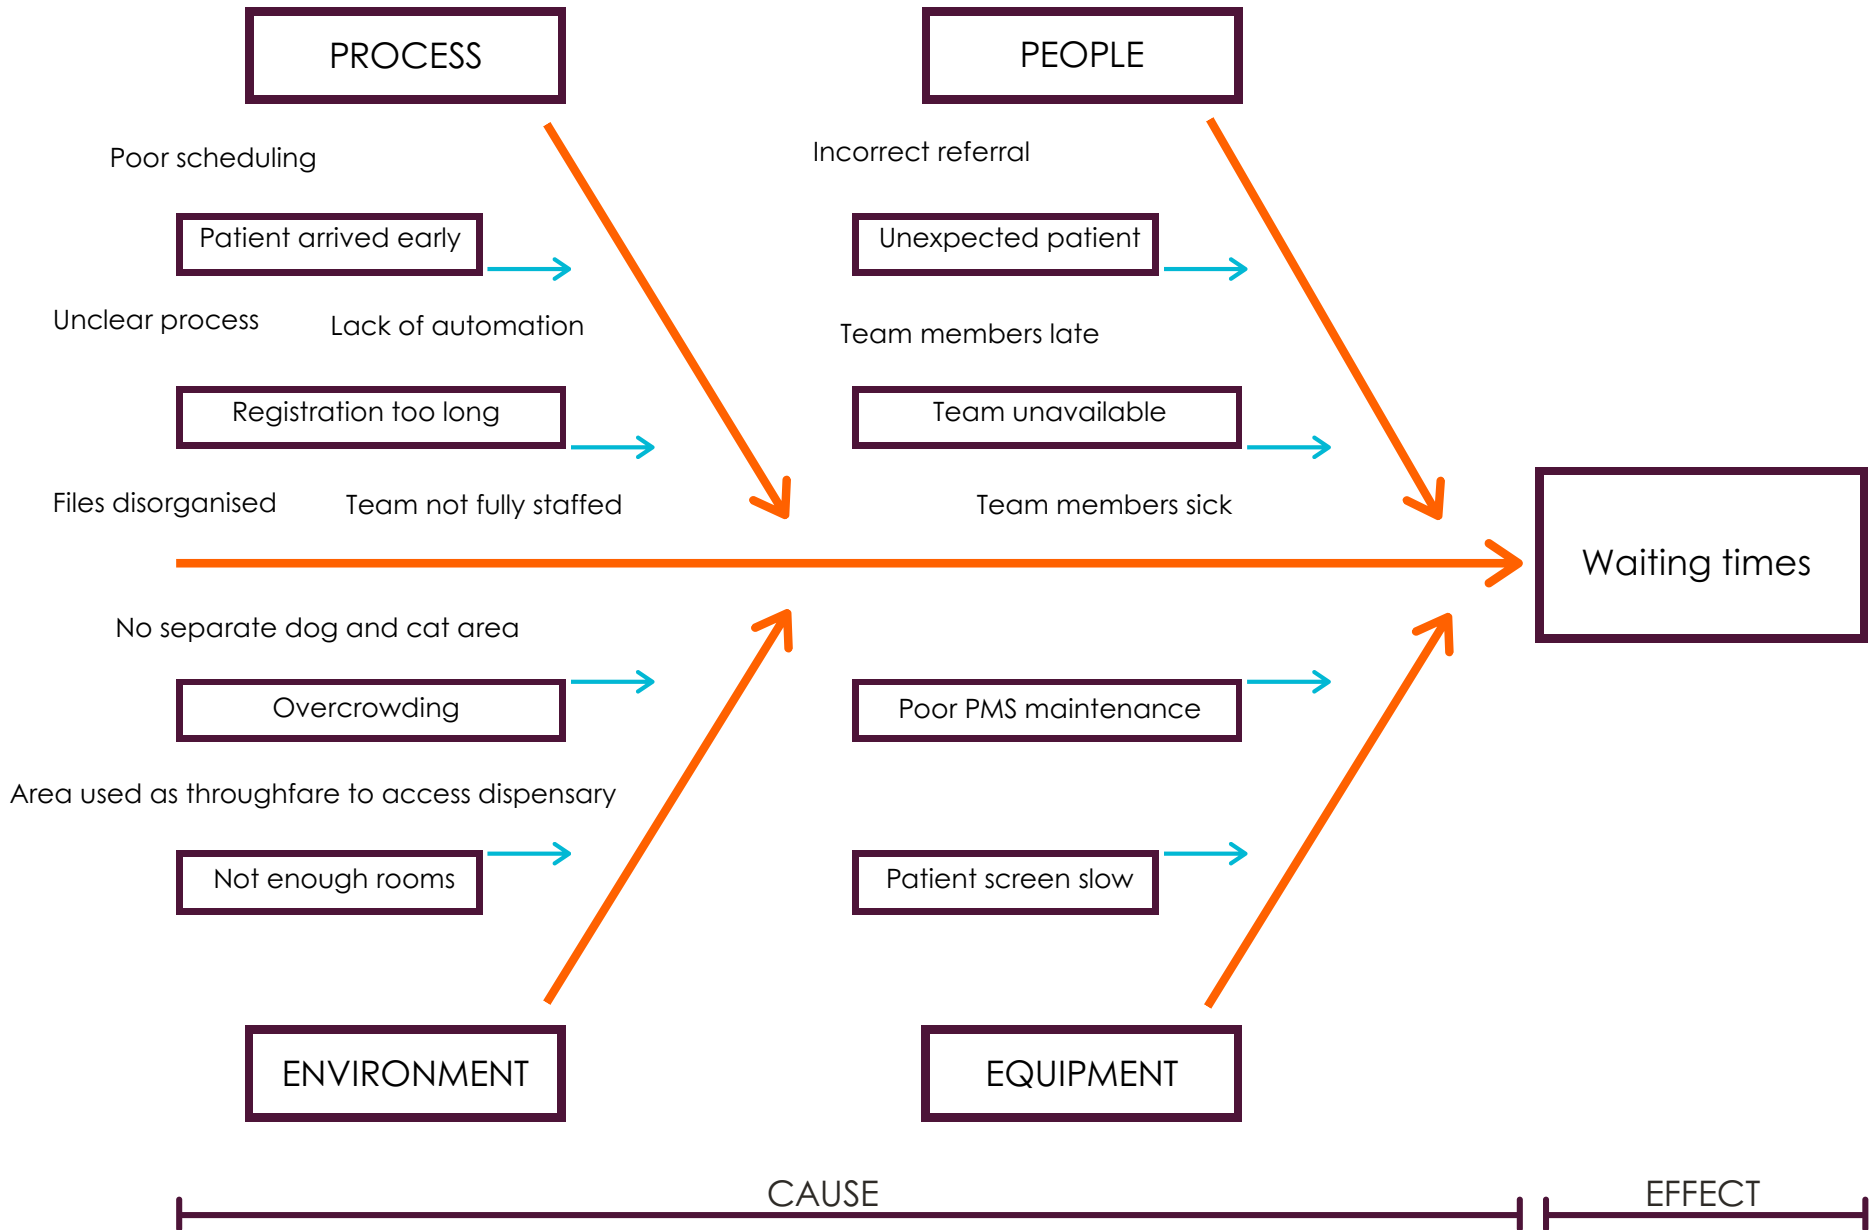 PROCESS
PEOPLE
Poor scheduling
Incorrect referral
Patient arrived early
Unexpected patient
Unclear process
Lack of automation
Team members late
Registration too long
Team unavailable
Files disorganised
Team not fully staffed
Team members sick
Waiting times
No separate dog and cat area
Overcrowding
Poor PMS maintenance
Area used as throughfare to access dispensary
Not enough rooms
Patient screen slow
ENVIRONMENT
EQUIPMENT
CAUSE
EFFECT